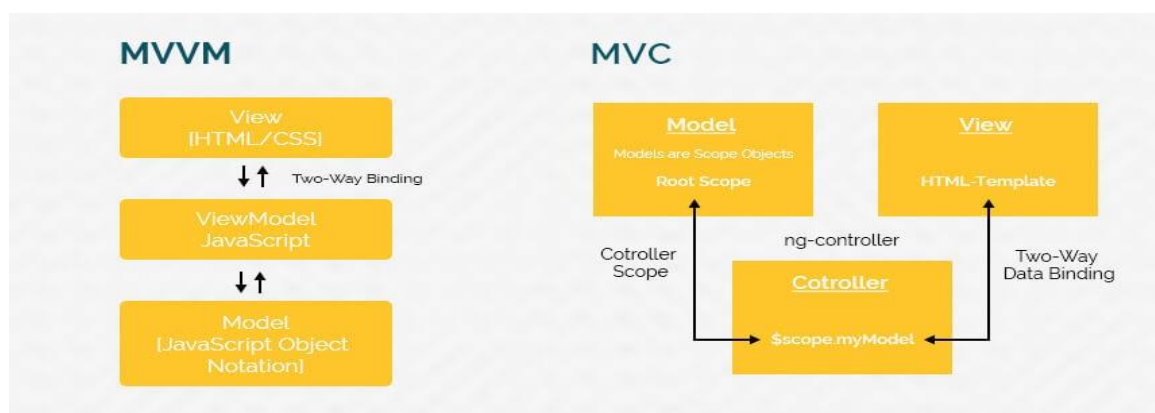 MVVM
View
[HTML/CSS]
Two-Way Binding
ViewModel
JavaScript
Model
[JavaScript Object
Notation]
MVC
Model
Models are Scope Objects
Root Scope
View
HTML-Template
Cotroller
Scope
ng-controller
Two-Way
Data Binding
Cotroller
$scope.myModel